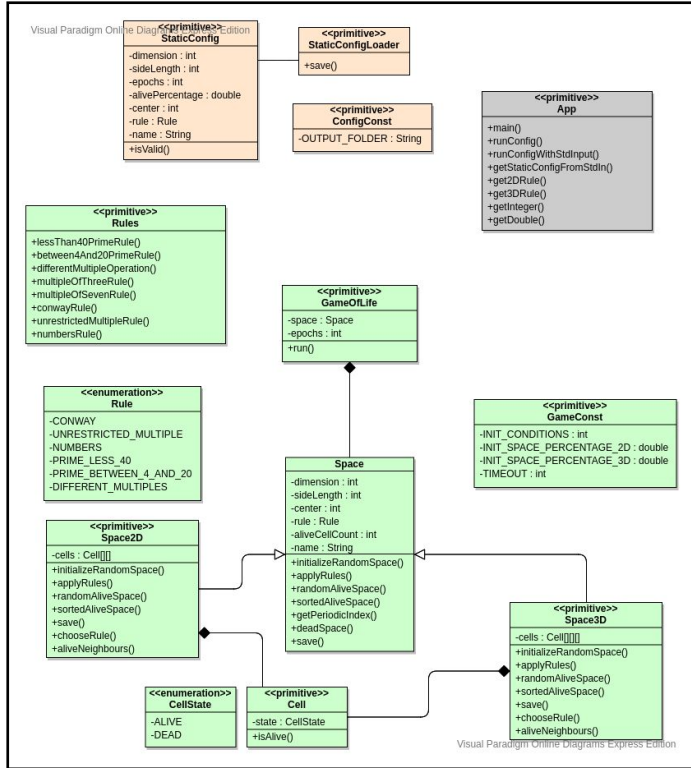 Visual Paradigm Online Diagrams Express Edition
<<primitive>>
StaticConfig
-dimension : int
-sideLength : int
-epochs : int
-alivePercentage : double
-center : int
-rule : Rule
-name : String
+isValid()
<<primitive>>
StaticConfigLoader
+save()
<<primitive>>
ConfigConst
-OUTPUT_FOLDER : String
<<primitive>>
App
+main()
+runConfig()
+runConfigWithStdInput()
+getStaticConfigFromStdIn()
+get2DRule()
+get3DRule()
+getInteger()
+getDouble()
<<primitive>>
Rules
+lessThan40PrimeRule()
+between4And20PrimeRule()
+differentMultipleOperation()
+multipleOfThreeRule()
+multipleOfSevenRule()
+conwayRule()
+unrestrictedMultipleRule()
+numbersRule()
<<primitive>>
GameOfLife
-space : Space
-epochs : int
+run()
<<enumeration>>
Rule
-CONWAY
-UNRESTRICTED_MULTIPLE
-NUMBERS
-PRIME_LESS_40
-PRIME_BETWEEN_4_AND_20
-DIFFERENT_MULTIPLES
<<primitive>>
GameConst
-INIT_CONDITIONS : int
-INIT_SPACE_PERCENTAGE_2D : double
-INIT_SPACE_PERCENTAGE_3D : double
-TIMEOUT : int
Space
-dimension : int
-sideLength : int
-center : int
-rule : Rule
-aliveCellCount : int
-name : String
+initializeRandomSpace()
+applyRules()
+randomAliveSpace()
+sortedAliveSpace()
+getPeriodicIndex()
+deadSpace()
+save()
<<primitive>>
Space2D
-cells : Cell[][]
+initializeRandomSpace()
+applyRules()
+randomAliveSpace()
+sortedAliveSpace()
+save()
+chooseRule()
+aliveNeighbours()
<<primitive>>
Space3D
-cells : Cell[][][]
+initializeRandomSpace()
+applyRules()
+randomAliveSpace()
+sortedAliveSpace()
+save()
+chooseRule()
+aliveNeighbours()
<<enumeration>>
CellState
-ALIVE
-DEAD
<<primitive>>
Cell
-state : CellState
+isAlive()
Visual Paradigm Online Diagrams Express Edition